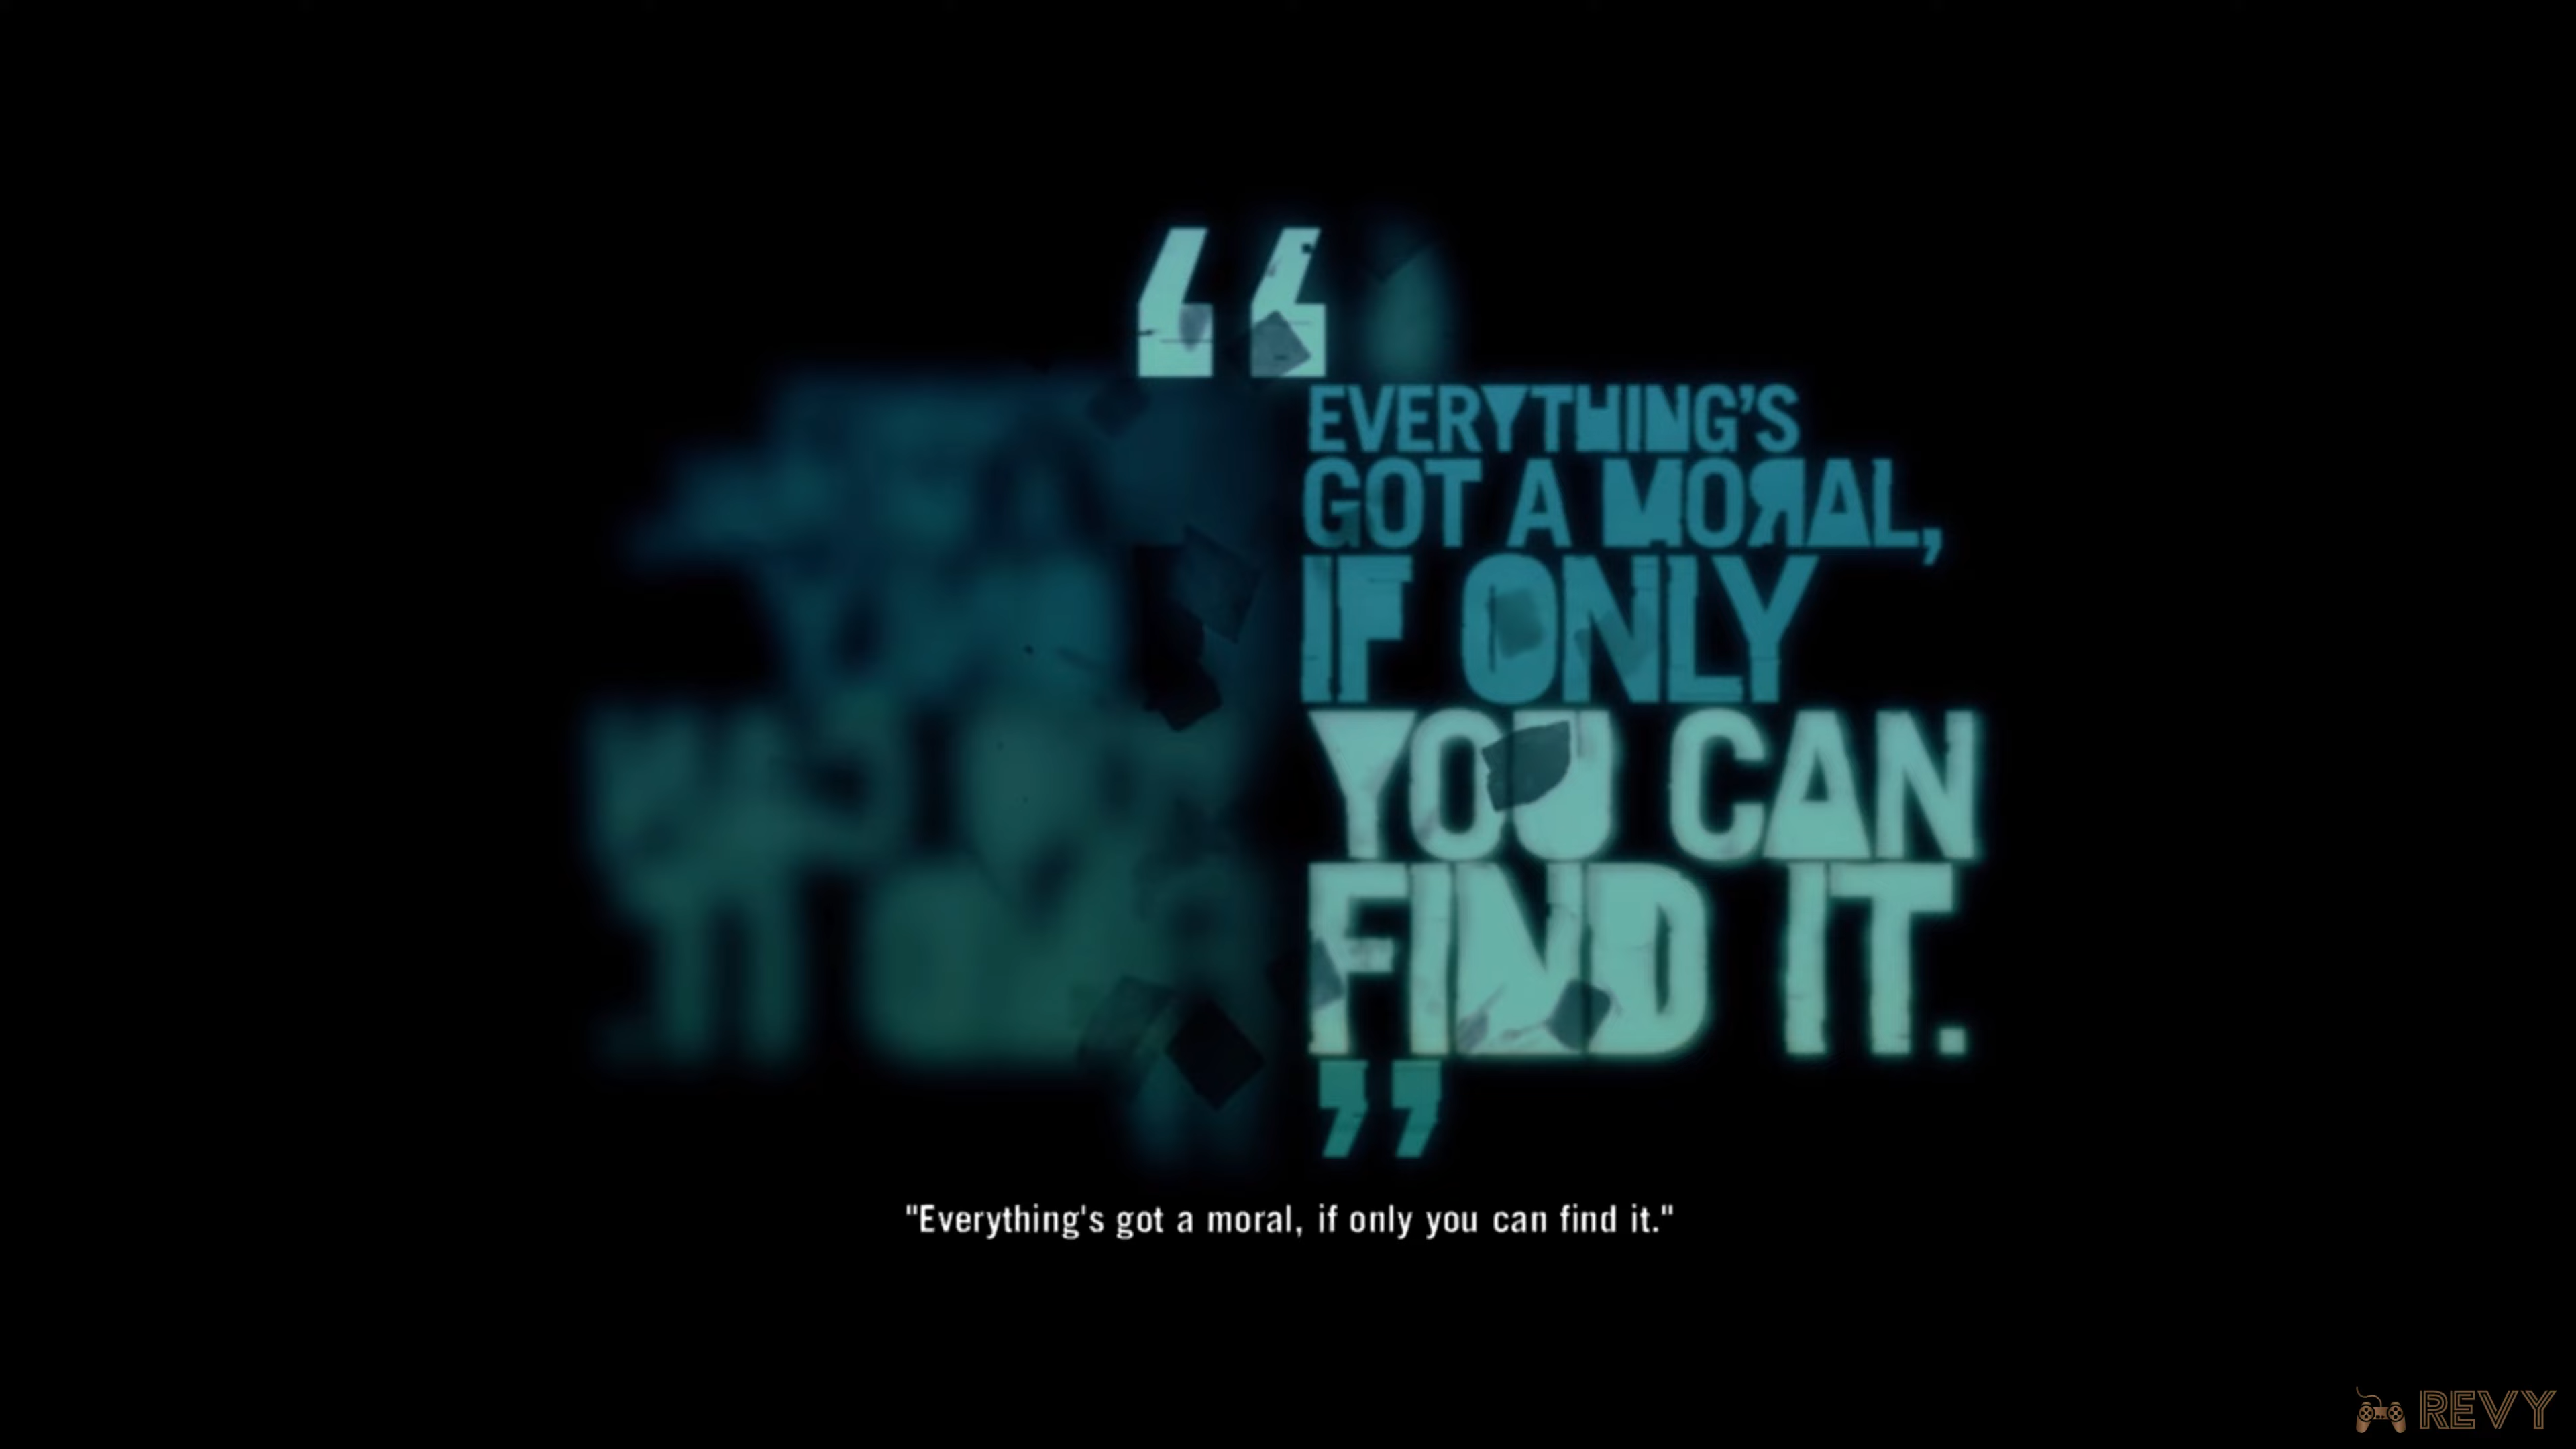 “
EVERYTHING’S
GOT A MORAL,
IF ONLY
YOU CAN
FIND IT.
”
"Everything's got a moral, if only you can find it."
REVY